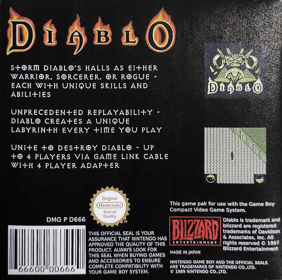 DIABLO
STORM DIABLO'S HALLS AS EITHER
WARRIOR, SORCERER, OR ROGUE -
EACH WITH UNIQUE SKILLS AND
ABILITIES
UNPRECEDENTED REPLAYABILITY -
DIABLO CREATES A UNIQUE
LABYRINTH EVERY TIME YOU PLAY
UNITE TO DESTROY DIABLO - UP
TO 4 PLAYERS VIA GAME LINK CABLE
WITH 4 PLAYER ADAPTER
DIABLO
DMG P D666
Original
Nintendo
Seal of
Quality
THIS OFFICIAL SEAL IS YOUR
ASSURANCE THAT NINTENDO HAS
APPROVED THE QUALITY OF THIS
PRODUCT. ALWAYS LOOK FOR
THIS SEAL WHEN BUYING GAMES
AND ACCESSORIES TO ENSURE
COMPLETE COMPATIBILITY WITH
YOUR GAME BOY SYSTEM.
66600"00666
This game pak for use with the Game Boy
Compact Video Game System.
BLIZZARD
ENTERTAINMENT
Diablo is trademark and
blizzard are registered
trademarks of Davidson
& Associates, Inc. All
rights reserved © 1997
Blizzard Entertainment
MADE IN JAPAN
NINTENDO GAME BOY AND THE
NINTENDO CO., LTD.
© 1989 NINTENDO CO., LTD.